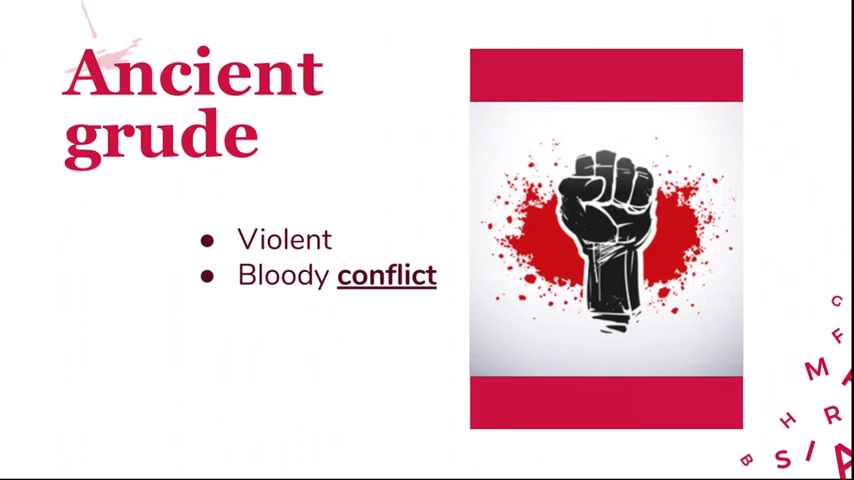 Ancient
grude
● Violent
● Bloody conflict
G
F
M
H
R
B
S
I
A